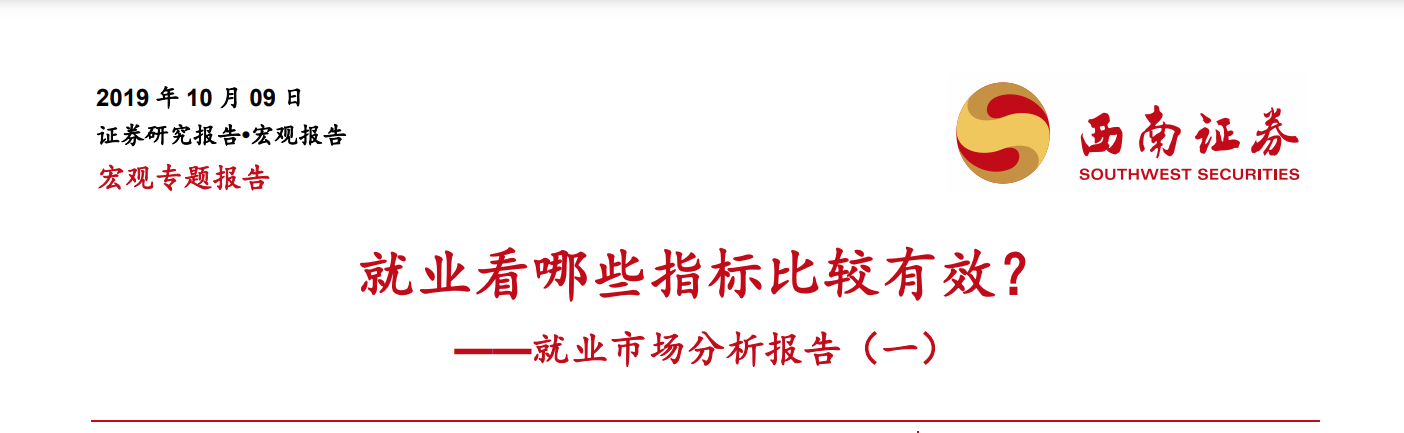 2019 年 10 月 09 日
证券研究报告•宏观报告
宏观专题报告
西南证券
SOUTHWEST SECURITIES
就业看哪些指标比较有效？
——就业市场分析报告（一）